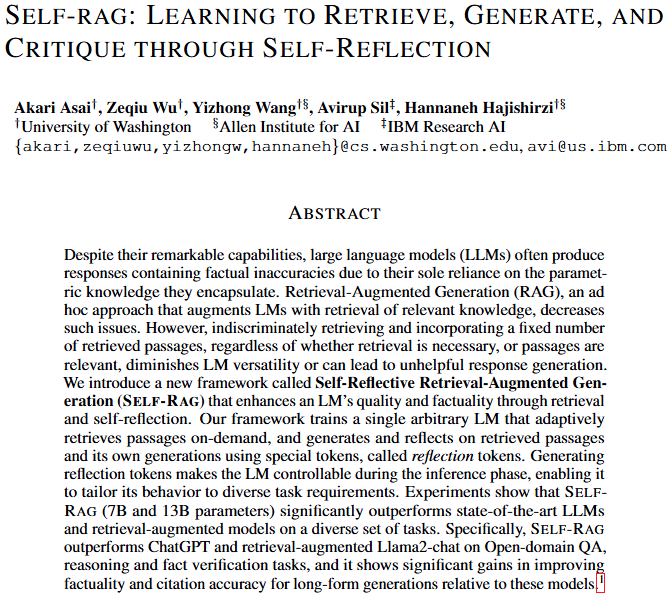 SELF-RAG: LEARNING TO RETRIEVE, GENERATE, AND
CRITIQUE THROUGH SELF-REFLECTION
Akari Asai†, Zeqiu Wu†, Yizhong Wang†§, Avirup Sil‡, Hannaneh Hajishirzi†§
†University of Washington §Allen Institute for AI ‡IBM Research AI
{akari,zeqiuwu,yizhongw,hannaneh}@cs.washington.edu, avi@us.ibm.com
ABSTRACT
Despite their remarkable capabilities, large language models (LLMs) often produce
responses containing factual inaccuracies due to their sole reliance on the paramet-
ric knowledge they encapsulate. Retrieval-Augmented Generation (RAG), an ad
hoc approach that augments LMs with retrieval of relevant knowledge, decreases
such issues. However, indiscriminately retrieving and incorporating a fixed number
of retrieved passages, regardless of whether retrieval is necessary, or passages are
relevant, diminishes LM versatility or can lead to unhelpful response generation.
We introduce a new framework called Self-Reflective Retrieval-Augmented Gen-
eration (SELF-RAG) that enhances an LM's quality and factuality through retrieval
and self-reflection. Our framework trains a single arbitrary LM that adaptively
retrieves passages on-demand, and generates and reflects on retrieved passages
and its own generations using special tokens, called reflection tokens. Generating
reflection tokens makes the LM controllable during the inference phase, enabling it
to tailor its behavior to diverse task requirements. Experiments show that SELF-
RAG (7B and 13B parameters) significantly outperforms state-of-the-art LLMs
and retrieval-augmented models on a diverse set of tasks. Specifically, SELF-RAG
outperforms ChatGPT and retrieval-augmented Llama2-chat on Open-domain QA,
reasoning and fact verification tasks, and it shows significant gains in improving
factuality and citation accuracy for long-form generations relative to these models.1